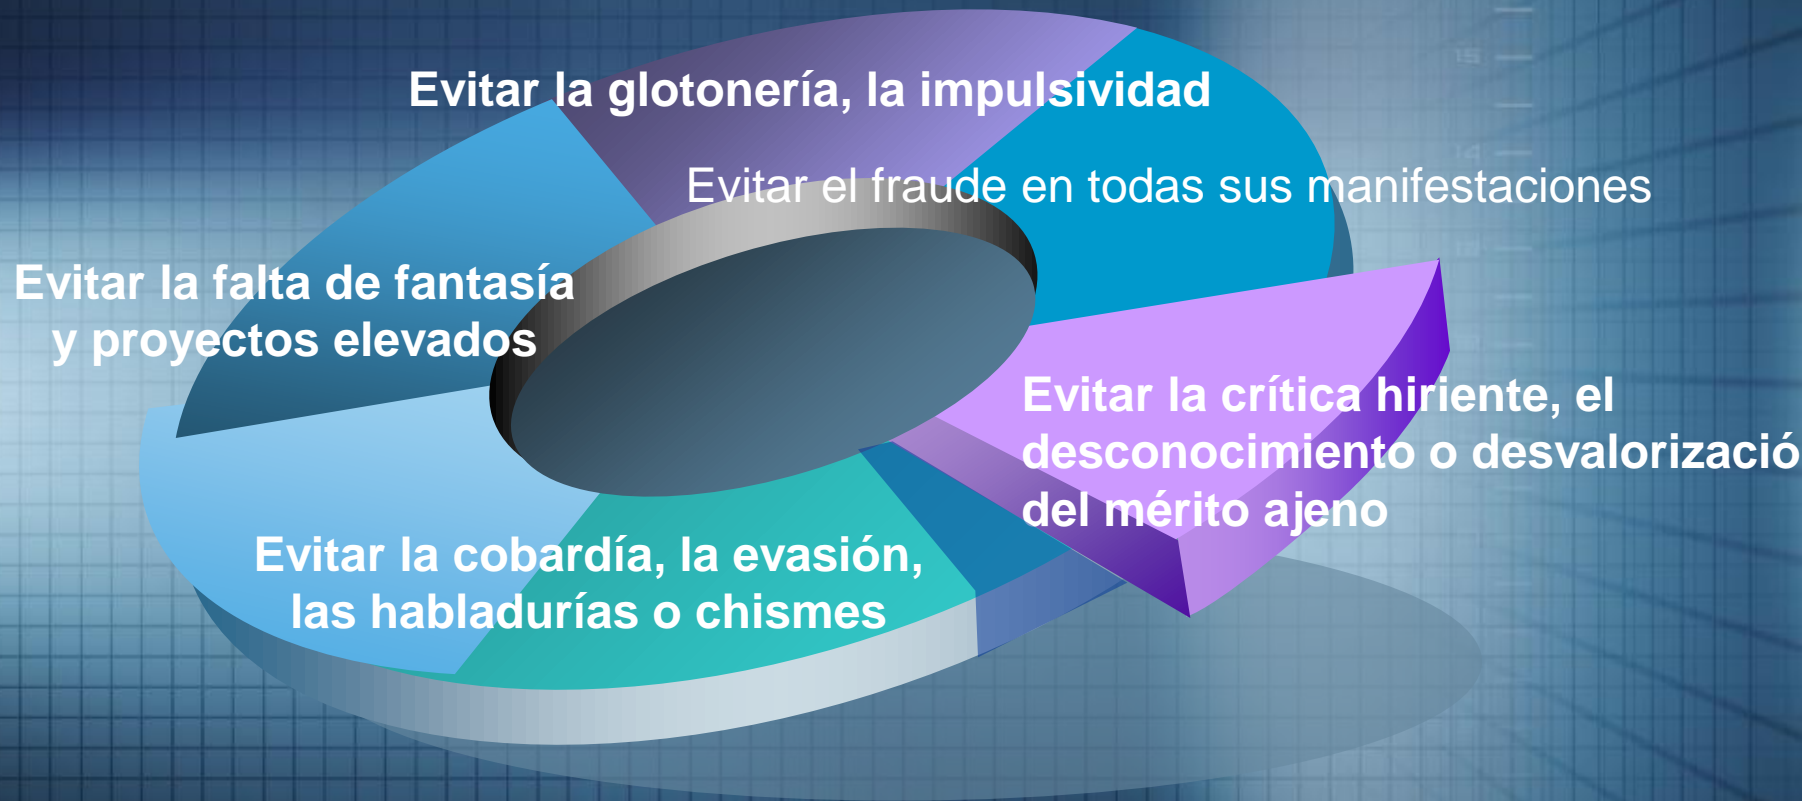 Evitar la glotonería, la impulsividad
Evitar el fraude en todas sus manifestaciones
Evitar la falta de fantasía
y proyectos elevados
Evitar la crítica hiriente, el
desconocimiento o desvalorizació
del mérito ajeno
Evitar la cobardía, la evasión,
las habladurías o chismes